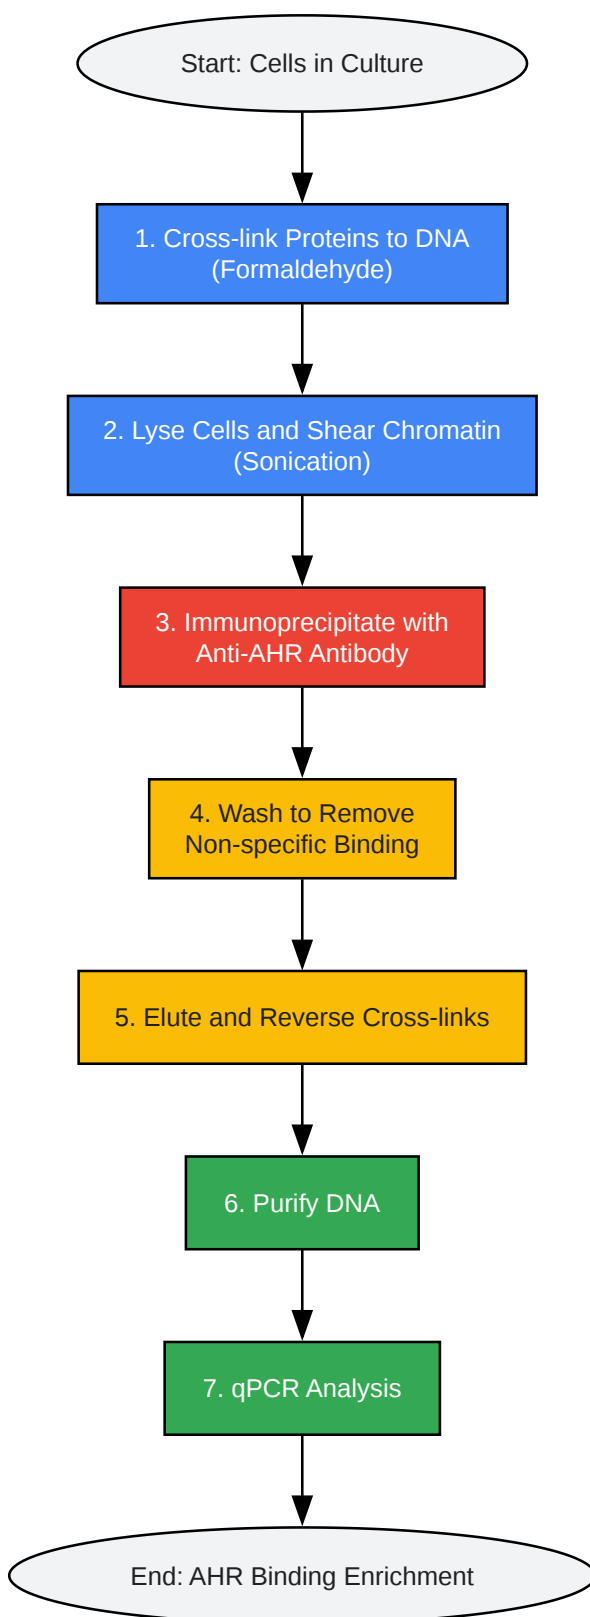 Start: Cells in Culture
1. Cross-link Proteins to DNA
(Formaldehyde)
2. Lyse Cells and Shear Chromatin
(Sonication)
3. Immunoprecipitate with
Anti-AHR Antibody
4. Wash to Remove
Non-specific Binding
5. Elute and Reverse Cross-links
6. Purify DNA
7. qPCR Analysis
End: AHR Binding Enrichment